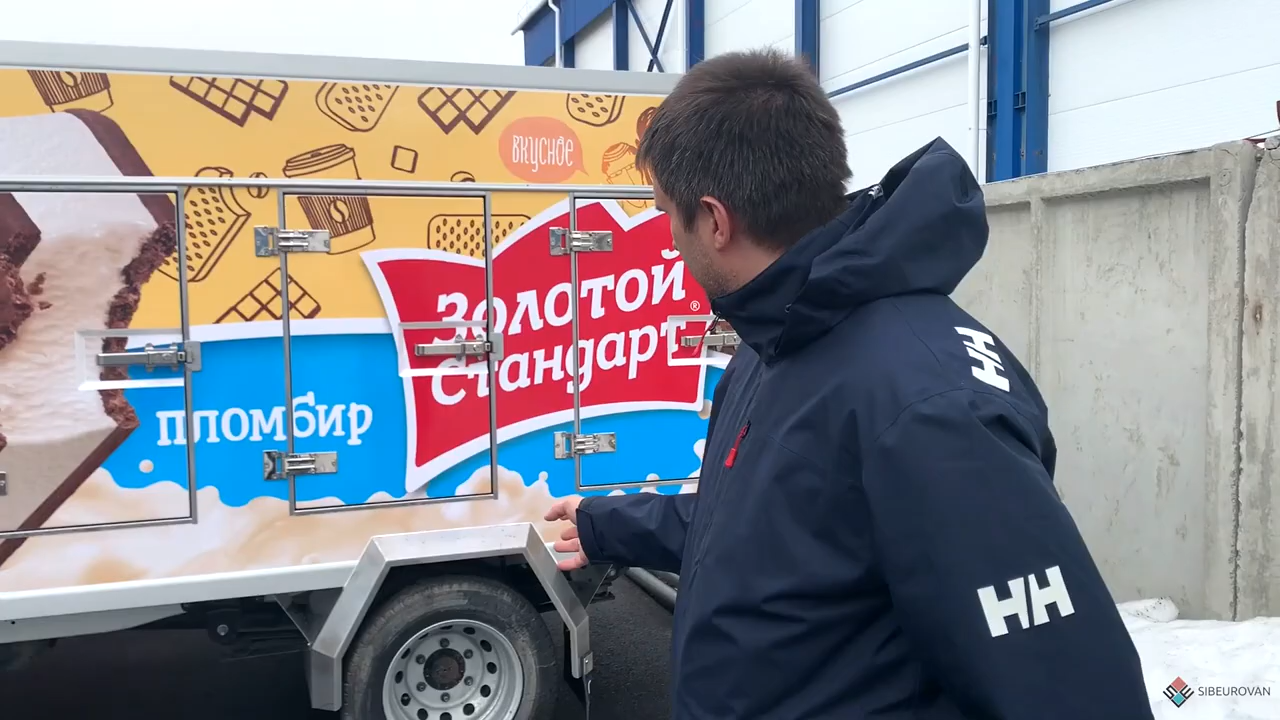 вкусное
Золотой
Стандарт
®
пломбир
HH
HH
SIBEUROVAN